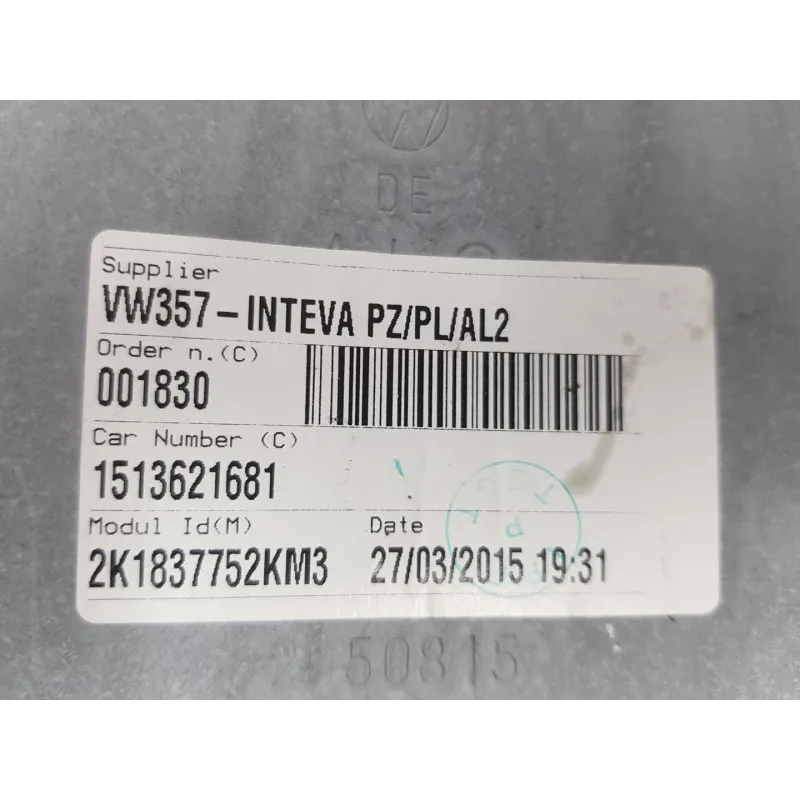 DE
Supplier
VW357-INTEVA PZ/PL/AL2
Order n.(C)
001830
Car Number (C)
1513621681
Modul Id(M) Date
2K1837752KM3 27/03/2015 19:31